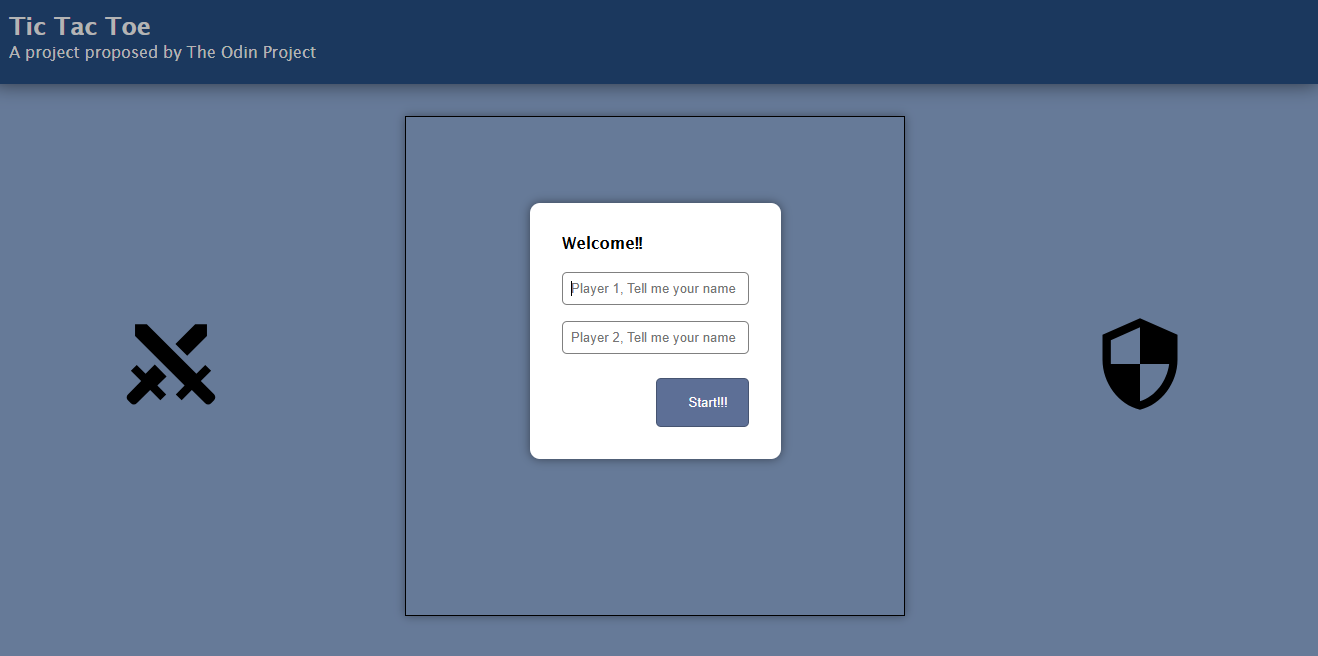 Tic Tac Toe
A project proposed by The Odin Project
Welcome!!
Player 1, Tell me your name
Player 2, Tell me your name
Start!!!